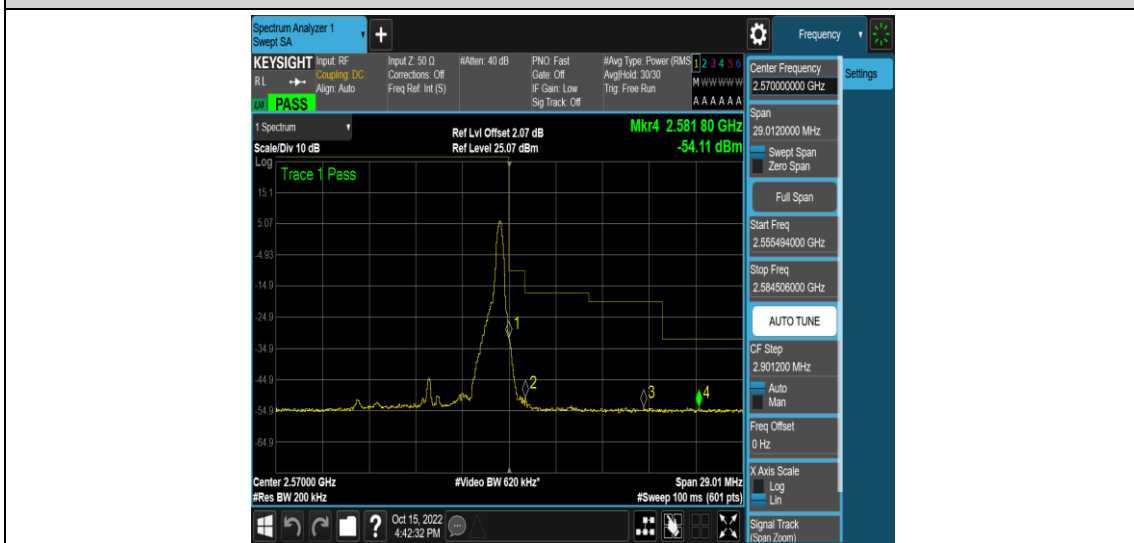 Spectrum Analyzer 1
Swept SA
+
Frequency
KEYSIGHT
RL
LXI PASS
Input: RF
Coupling: DC
Align: Auto
Input Z: 50 Ω
Corrections: Off
Freq Ref: Int (S)
#Atten: 40 dB
PNO: Fast
Gate: Off
IF Gain: Low
Sig Track: Off
#Avg Type: Power (RMS
Avg|Hold: 30/30
Trig: Free Run
1 2 3 4 5 6
M W W W W W
A A A A A A
1 Spectrum
Scale/Div 10 dB
Ref Lvl Offset 2.07 dB
Ref Level 25.07 dBm
Mkr4 2.581 80 GHz
-54.11 dBm
Log
Trace 1 Pass
15.1
5.07
-4.93
-14.9
-24.9
-34.9
-44.9
-54.9
-64.9
1
2
3
4
Center 2.57000 GHz
#Res BW 200 kHz
#Video BW 620 kHz*
Span 29.01 MHz
#Sweep 100 ms (601 pts)
Center Frequency
2.570000000 GHz
Settings
Span
29.0120000 MHz
Swept Span
Zero Span
Full Span
Start Freq
2.555494000 GHz
Stop Freq
2.584506000 GHz
AUTO TUNE
CF Step
2.901200 MHz
Auto
Man
Freq Offset
0 Hz
X Axis Scale
Log
Lin
Signal Track
(Span Zoom)
?
Oct 15, 2022
4:42:32 PM